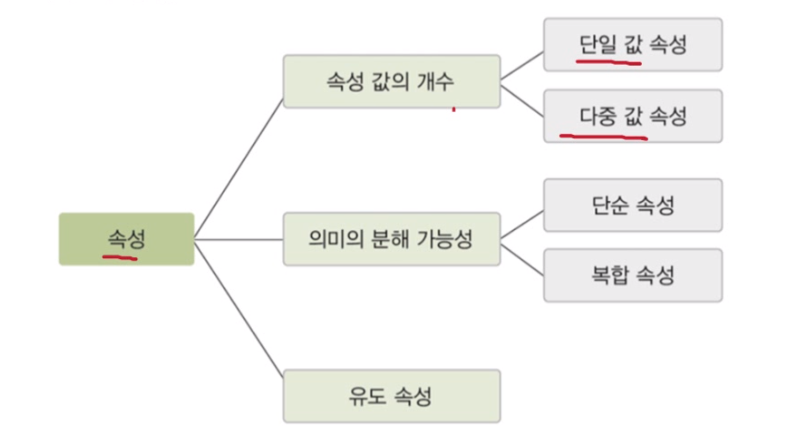 속성
속성 값의 개수
단일 값 속성
다중 값 속성
의미의 분해 가능성
단순 속성
복합 속성
유도 속성